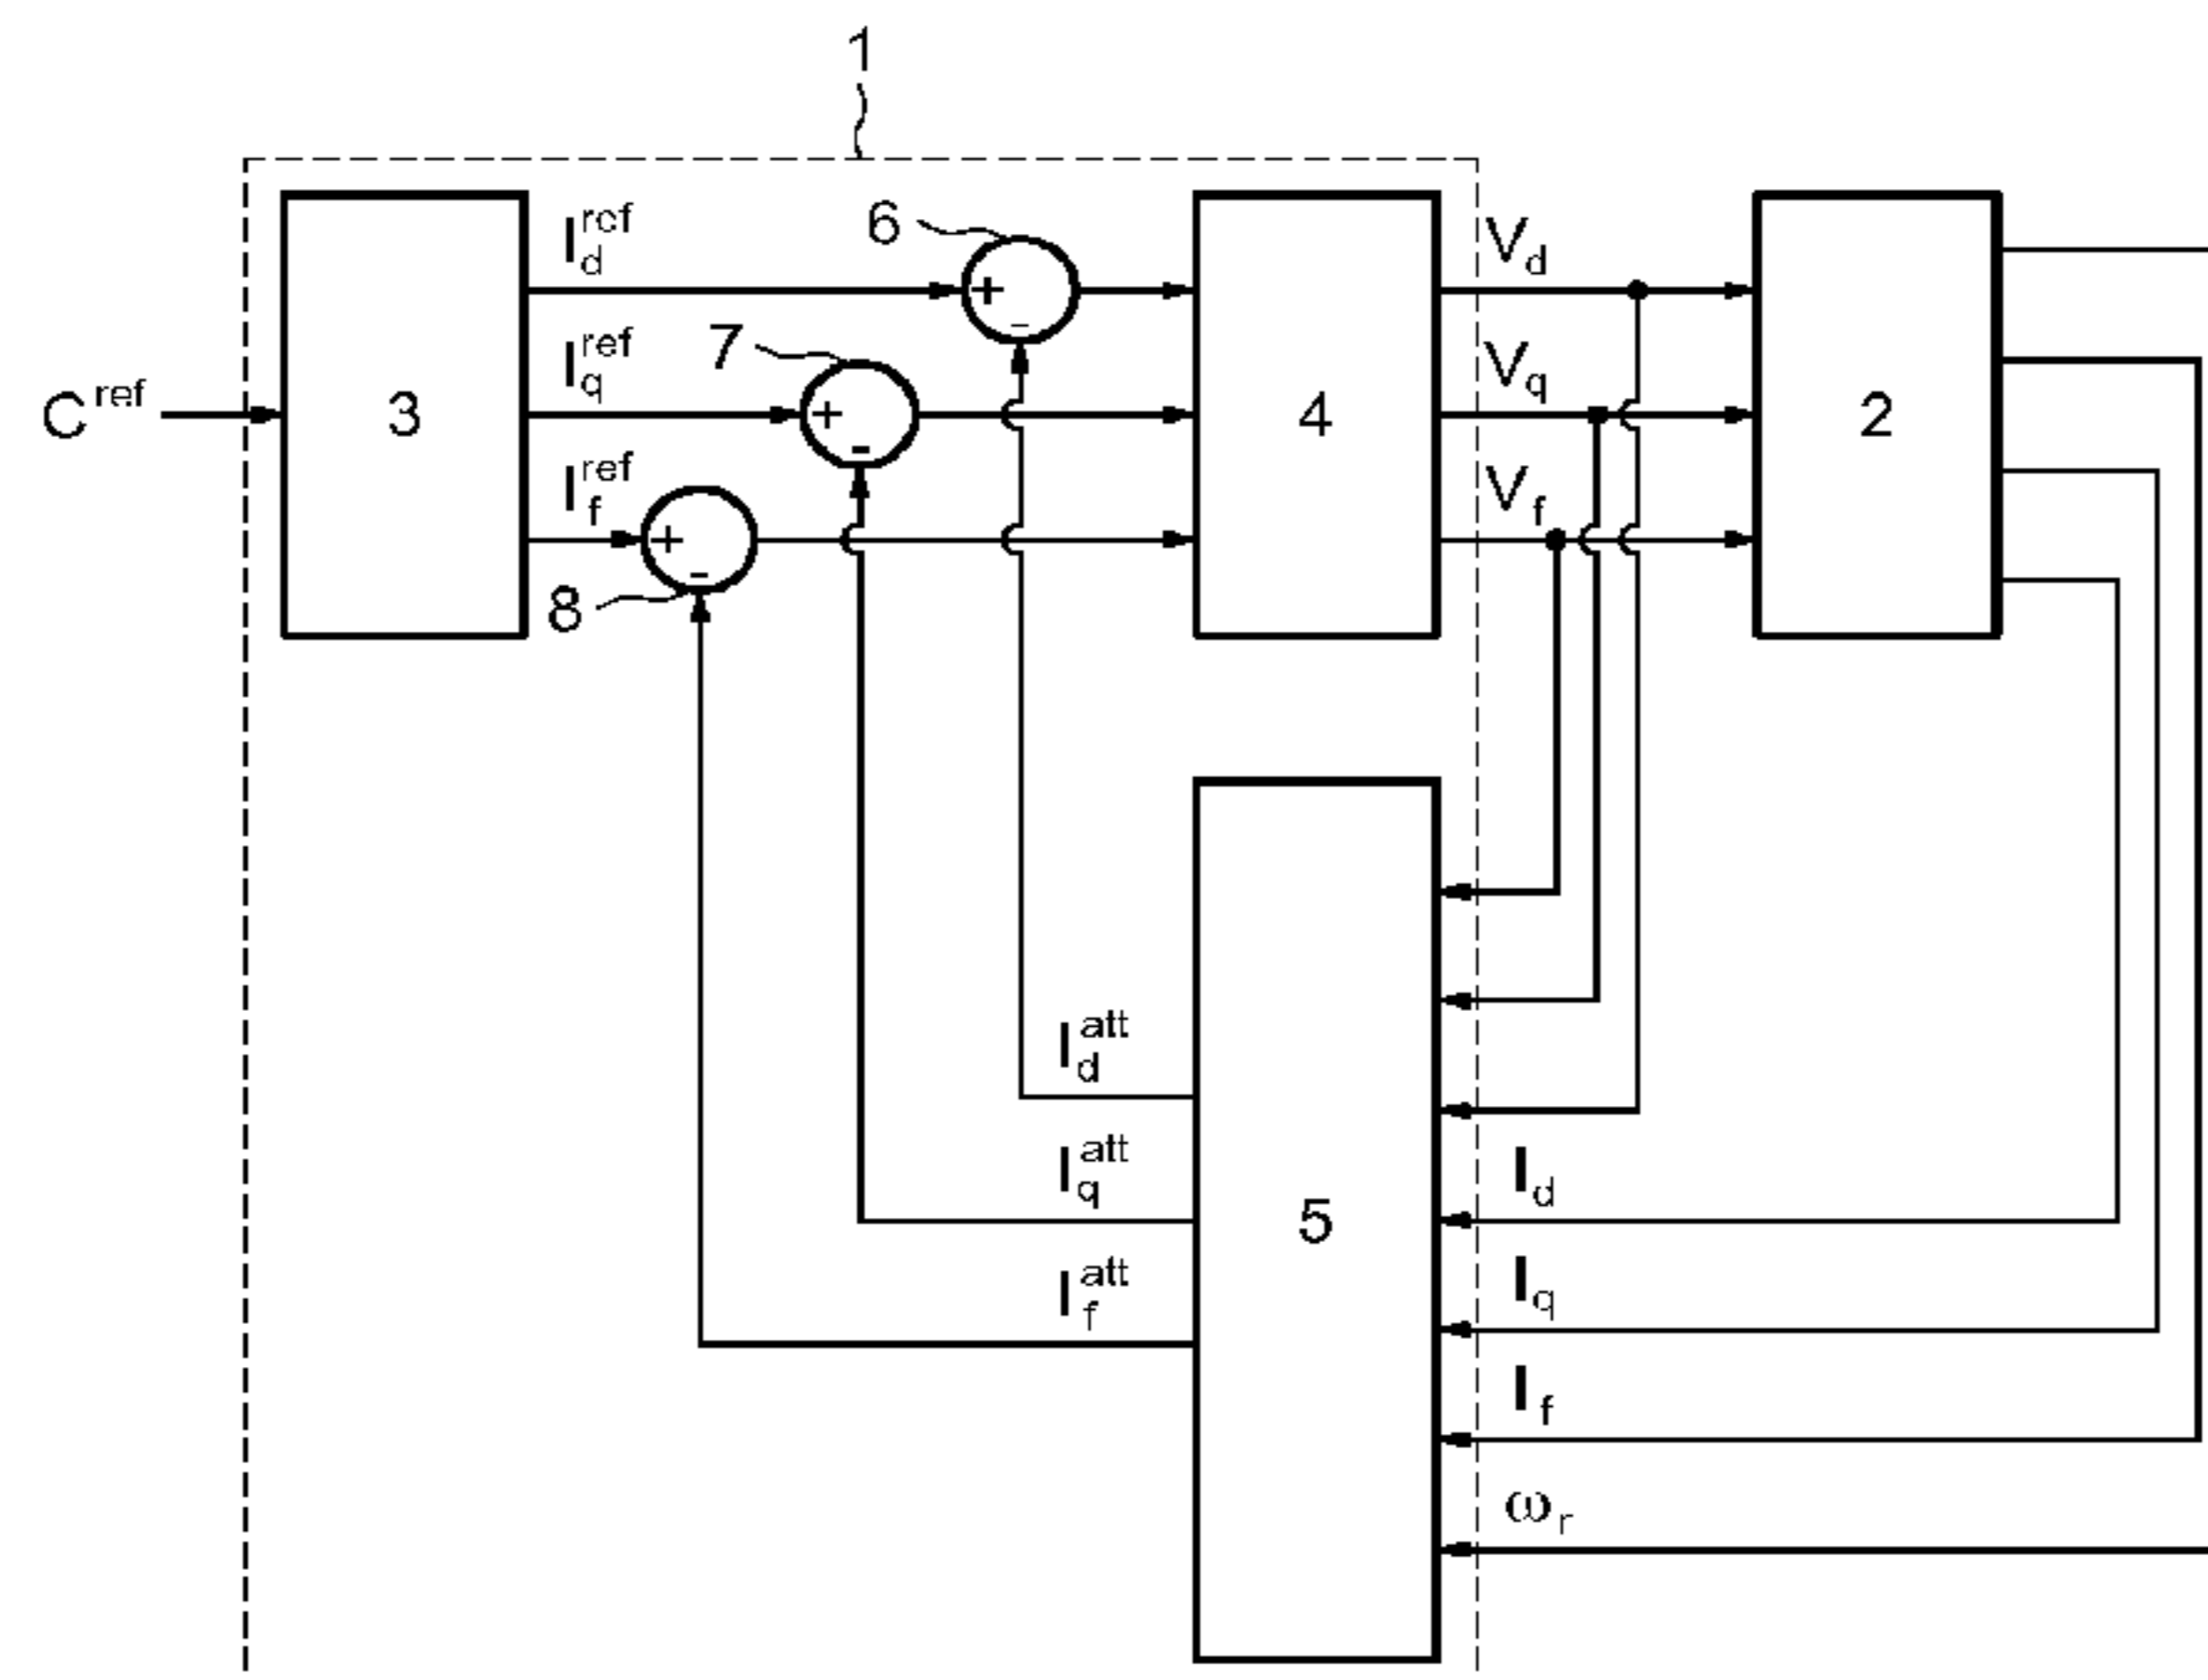 1
I_d^rcf
6
V_d
I_q^ref
7
V_q
C^ref
3
4
2
I_f^ref
V_f
8
I_d^att
I_q^att
I_d
5
I_f^att
I_q
I_f
ω_r